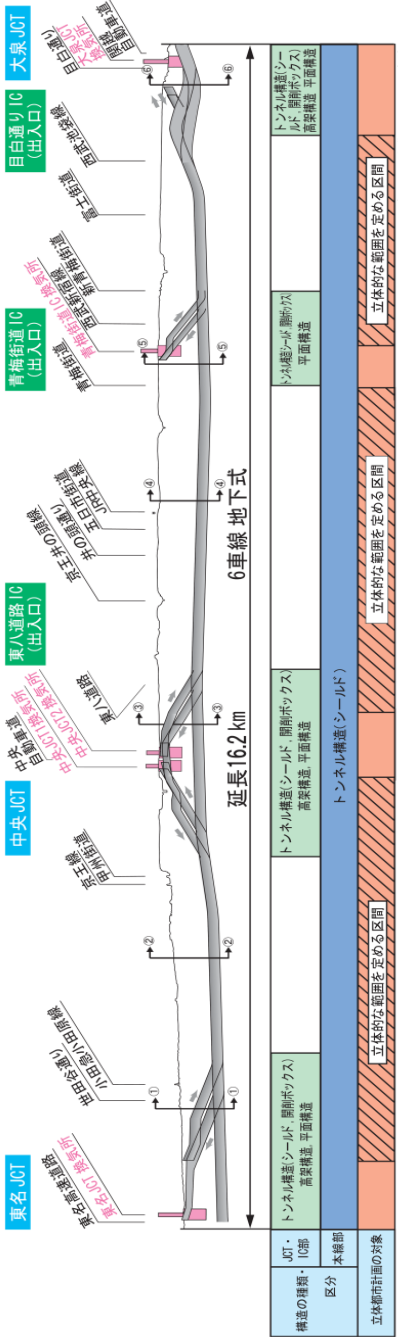 東名JCT
中央JCT
東八道路IC
(出入口)
青梅街道IC
(出入口)
目白通りIC
(出入口)
大泉JCT
東名高速道路
東名JCT換気所
世田谷通り
小田急小田原線
京王線
甲州街道
中央
自動車道
中央JCT1換気所
中央JCT2換気所
東八道路
京王井の頭線
井の頭通り
五日市街道
JR中央線
青梅街道
青梅街道IC換気所
西武新宿線
新青梅街道
富士街道
西武池袋線
目白通り
大泉JCT
換気所
関越
自動車道
①
②
③
④
⑤
⑥
①
②
③
④
⑤
⑥
延長16.2km
6車線 地下式
構造の種類・
区分
JCT・
IC部
トンネル構造(シールド、開削ボックス)
高架構造、平面構造
トンネル構造(シールド、開削ボックス)
高架構造、平面構造
トンネル構造(シールド、開削ボックス)
平面構造
トンネル構造(シー
ルド、開削ボックス)
高架構造、平面構造
本線部
トンネル構造(シールド)
立体都市計画の対象
立体的な範囲を定める区間
立体的な範囲を定める区間
立体的な範囲を定める区間